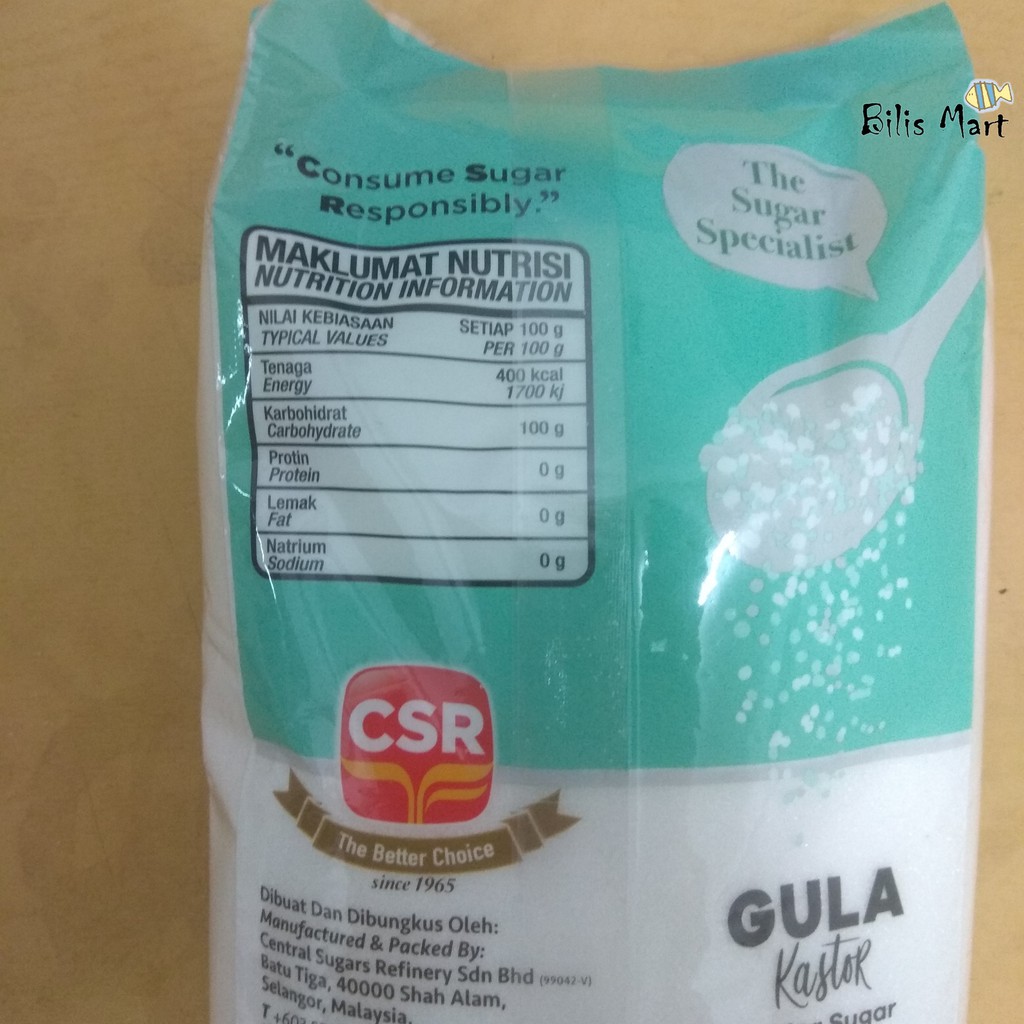 Bilis Mart
"Consume Sugar
Responsibly."
The
Sugar
Specialist
MAKLUMAT NUTRISI
NUTRITION INFORMATION
NILAI KEBIASAAN SETIAP 100 g
TYPICAL VALUES PER 100 g
Tenaga 400 kcal
Energy 1700 kj
Karbohidrat
Carbohydrate 100 g
Protin
Protein 0 g
Lemak
Fat 0 g
Natrium
Sodium 0 g
CSR
The Better Choice
since 1965
Dibuat Dan Dibungkus Oleh:
Manufactured & Packed By:
Central Sugars Refinery Sdn Bhd (99042-V)
Batu Tiga, 40000 Shah Alam,
Selangor, Malaysia.
GULA
Kastor
Sugar